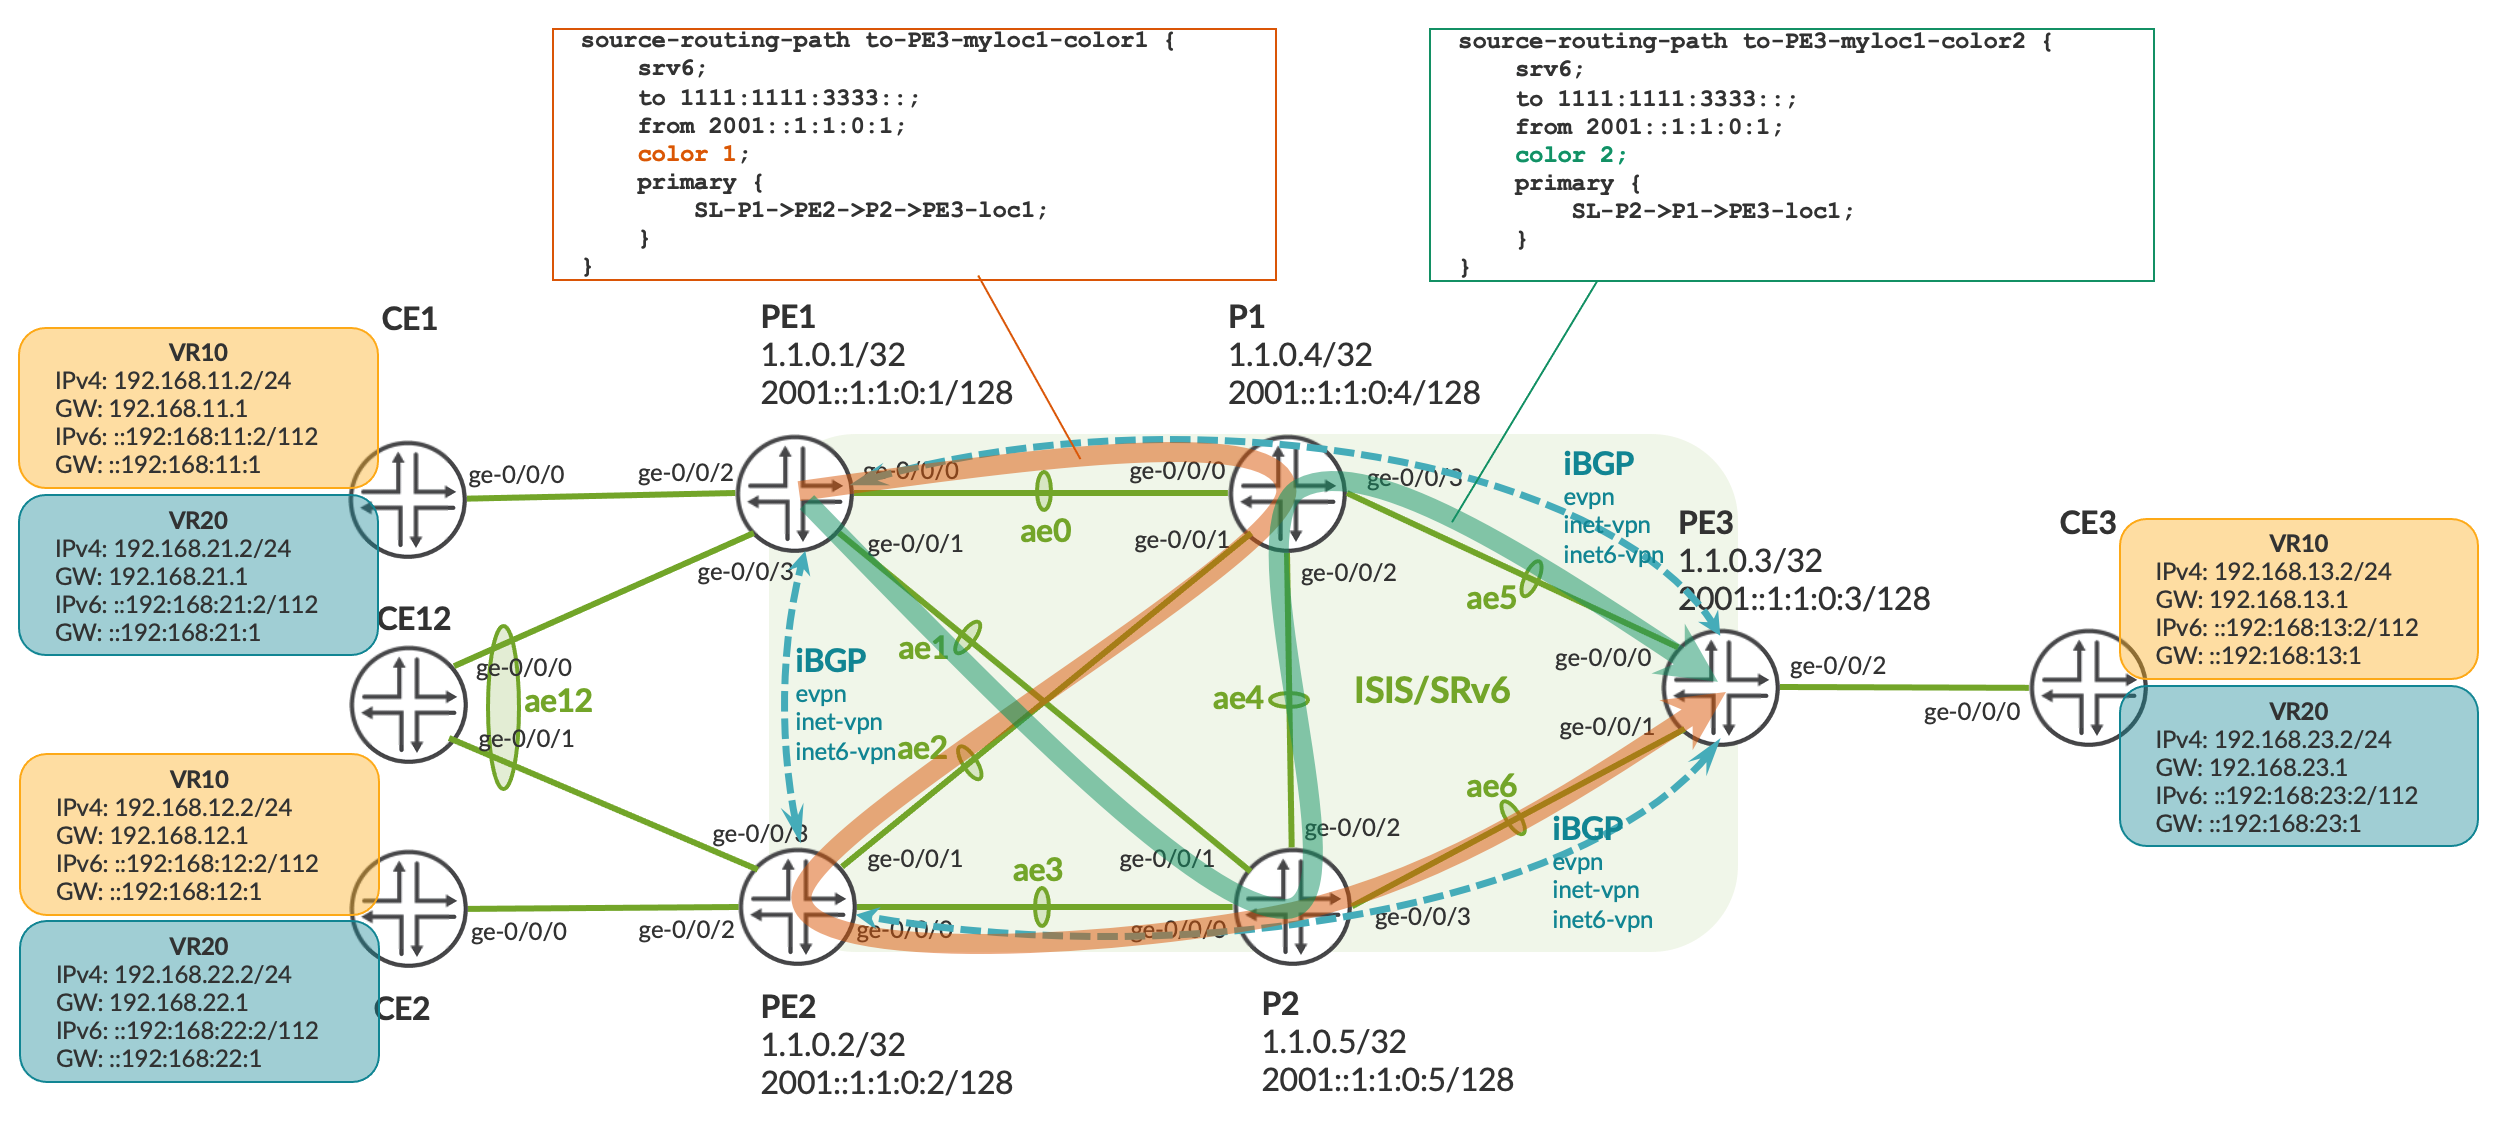 source-routing-path to-PE3-myloc1-color1 {
srv6;
to 1111:1111:3333::;
from 2001::1:1:0:1;
color 1;
primary {
SL-P1->PE2->P2->PE3-loc1;
}
}
source-routing-path to-PE3-myloc1-color2 {
srv6;
to 1111:1111:3333::;
from 2001::1:1:0:1;
color 2;
primary {
SL-P2->P1->PE3-loc1;
}
}
CE1
VR10
IPv4: 192.168.11.2/24
GW: 192.168.11.1
IPv6: ::192:168:11:2/112
GW: ::192:168:11:1
VR20
IPv4: 192.168.21.2/24
GW: 192.168.21.1
IPv6: ::192:168:21:2/112
GW: ::192:168:21:1
ge-0/0/0
CE12
ge-0/0/0
ae12
ge-0/0/1
VR10
IPv4: 192.168.12.2/24
GW: 192.168.12.1
IPv6: ::192:168:12:2/112
GW: ::192:168:12:1
VR20
IPv4: 192.168.22.2/24
GW: 192.168.22.1
IPv6: ::192:168:22:2/112
GW: ::192:168:22:1
ge-0/0/0
CE2
PE1
1.1.0.1/32
2001::1:1:0:1/128
ge-0/0/2
ge-0/0/0
ge-0/0/1
ge-0/0/3
P1
1.1.0.4/32
2001::1:1:0:4/128
ge-0/0/0
ge-0/0/3
ge-0/0/1
ge-0/0/2
ae0
ae1
ae2
ae3
ae4
ae5
ae6
ISIS/SRv6
iBGP
evpn
inet-vpn
inet6-vpn
iBGP
evpn
inet-vpn
inet6-vpn
iBGP
evpn
inet-vpn
inet6-vpn
ge-0/0/3
ge-0/0/1
ge-0/0/2
ge-0/0/0
PE2
1.1.0.2/32
2001::1:1:0:2/128
ge-0/0/2
ge-0/0/1
ge-0/0/0
ge-0/0/3
P2
1.1.0.5/32
2001::1:1:0:5/128
PE3
1.1.0.3/32
2001::1:1:0:3/128
ge-0/0/0
ge-0/0/2
ge-0/0/1
CE3
ge-0/0/0
VR10
IPv4: 192.168.13.2/24
GW: 192.168.13.1
IPv6: ::192:168:13:2/112
GW: ::192:168:13:1
VR20
IPv4: 192.168.23.2/24
GW: 192.168.23.1
IPv6: ::192:168:23:2/112
GW: ::192:168:23:1